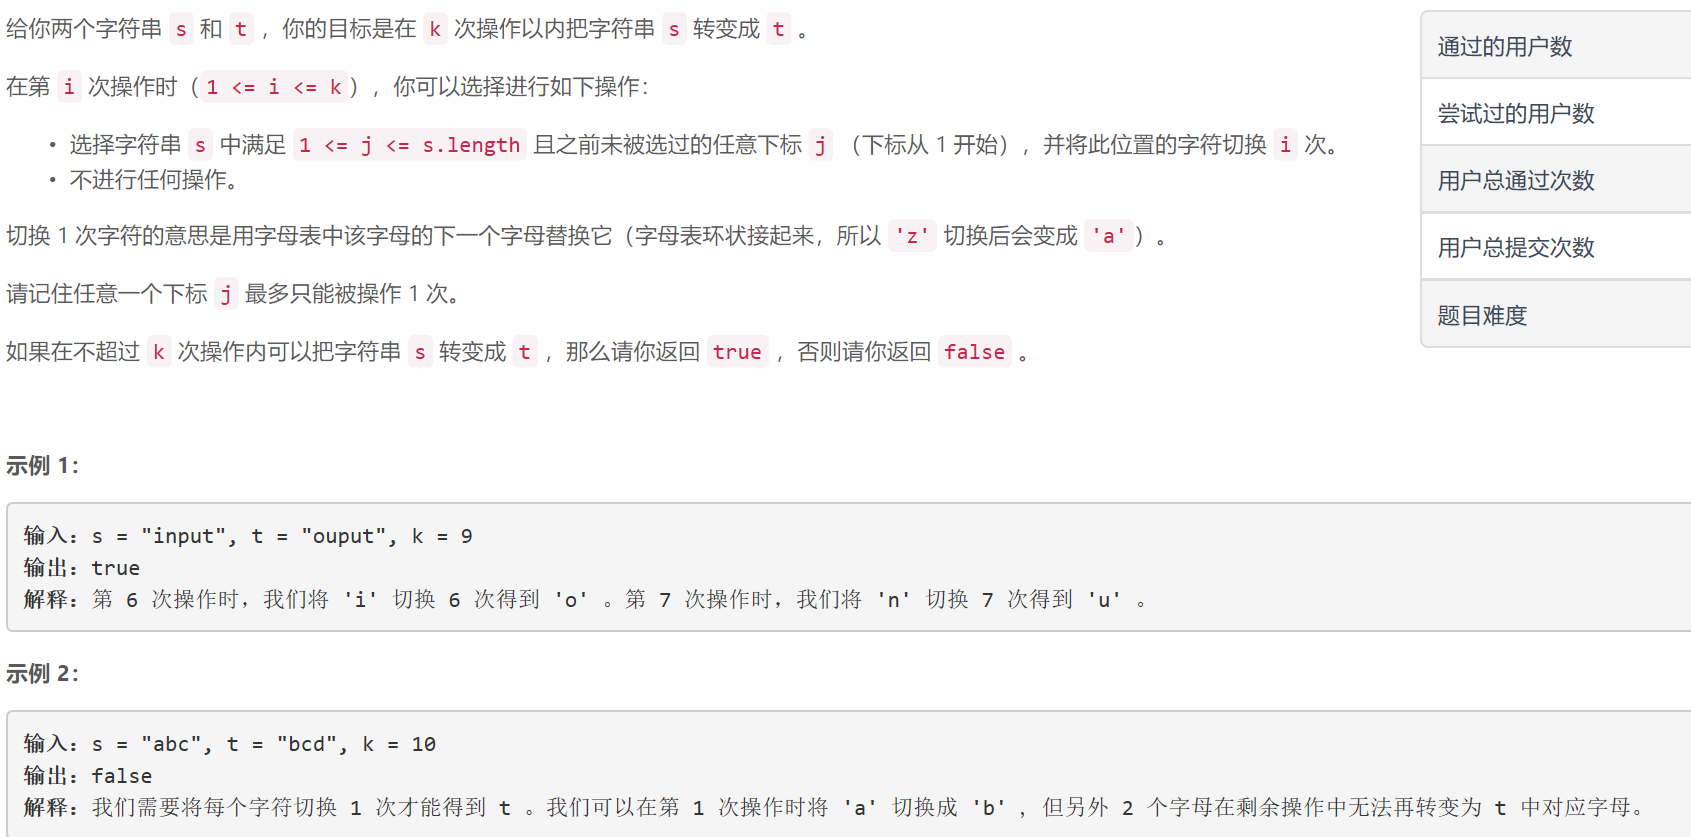 给你两个字符串 s 和 t ，你的目标是在 k 次操作以内把字符串 s 转变成 t 。
在第 i 次操作时（1 <= i <= k），你可以选择进行如下操作：
• 选择字符串 s 中满足 1 <= j <= s.length 且之前未被选过的任意下标 j （下标从 1 开始），并将此位置的字符切换 i 次。
• 不进行任何操作。
切换 1 次字符的意思是用字母表中该字母的下一个字母替换它（字母表环状接起来，所以 'z' 切换后会变成 'a'）。
请记住任意一个下标 j 最多只能被操作 1 次。
如果在不超过 k 次操作内可以把字符串 s 转变成 t ，那么请你返回 true ，否则请你返回 false 。
示例 1：
输入：s = "input", t = "ouput", k = 9
输出：true
解释：第 6 次操作时，我们将 'i' 切换 6 次得到 'o' 。第 7 次操作时，我们将 'n' 切换 7 次得到 'u' 。
示例 2：
输入：s = "abc", t = "bcd", k = 10
输出：false
解释：我们需要将每个字符切换 1 次才能得到 t 。我们可以在第 1 次操作时将 'a' 切换成 'b' ，但另外 2 个字母在剩余操作中无法再转变为 t 中对应字母。
通过的用户数
尝试过的用户数
用户总通过次数
用户总提交次数
题目难度